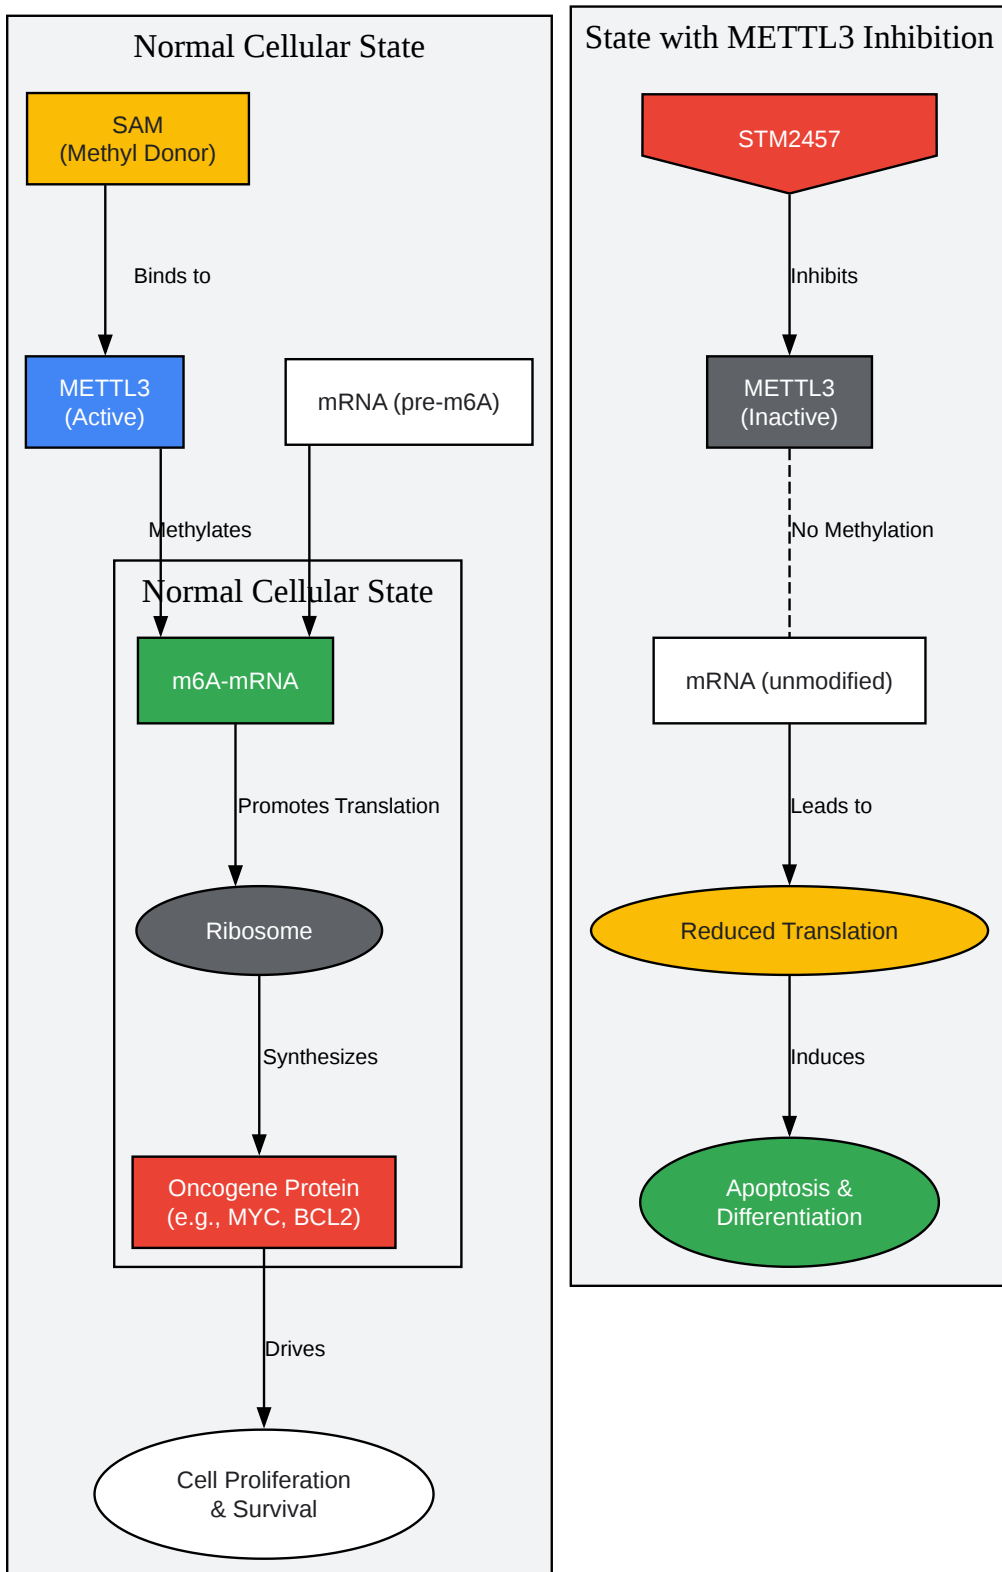 Normal Cellular State
SAM
(Methyl Donor)
Binds to
METTL3
(Active)
mRNA (pre-m6A)
Methylates
Normal Cellular State
m6A-mRNA
Promotes Translation
Ribosome
Synthesizes
Oncogene Protein
(e.g., MYC, BCL2)
Drives
Cell Proliferation
& Survival
State with METTL3 Inhibition
STM2457
Inhibits
METTL3
(Inactive)
No Methylation
mRNA (unmodified)
Leads to
Reduced Translation
Induces
Apoptosis &
Differentiation